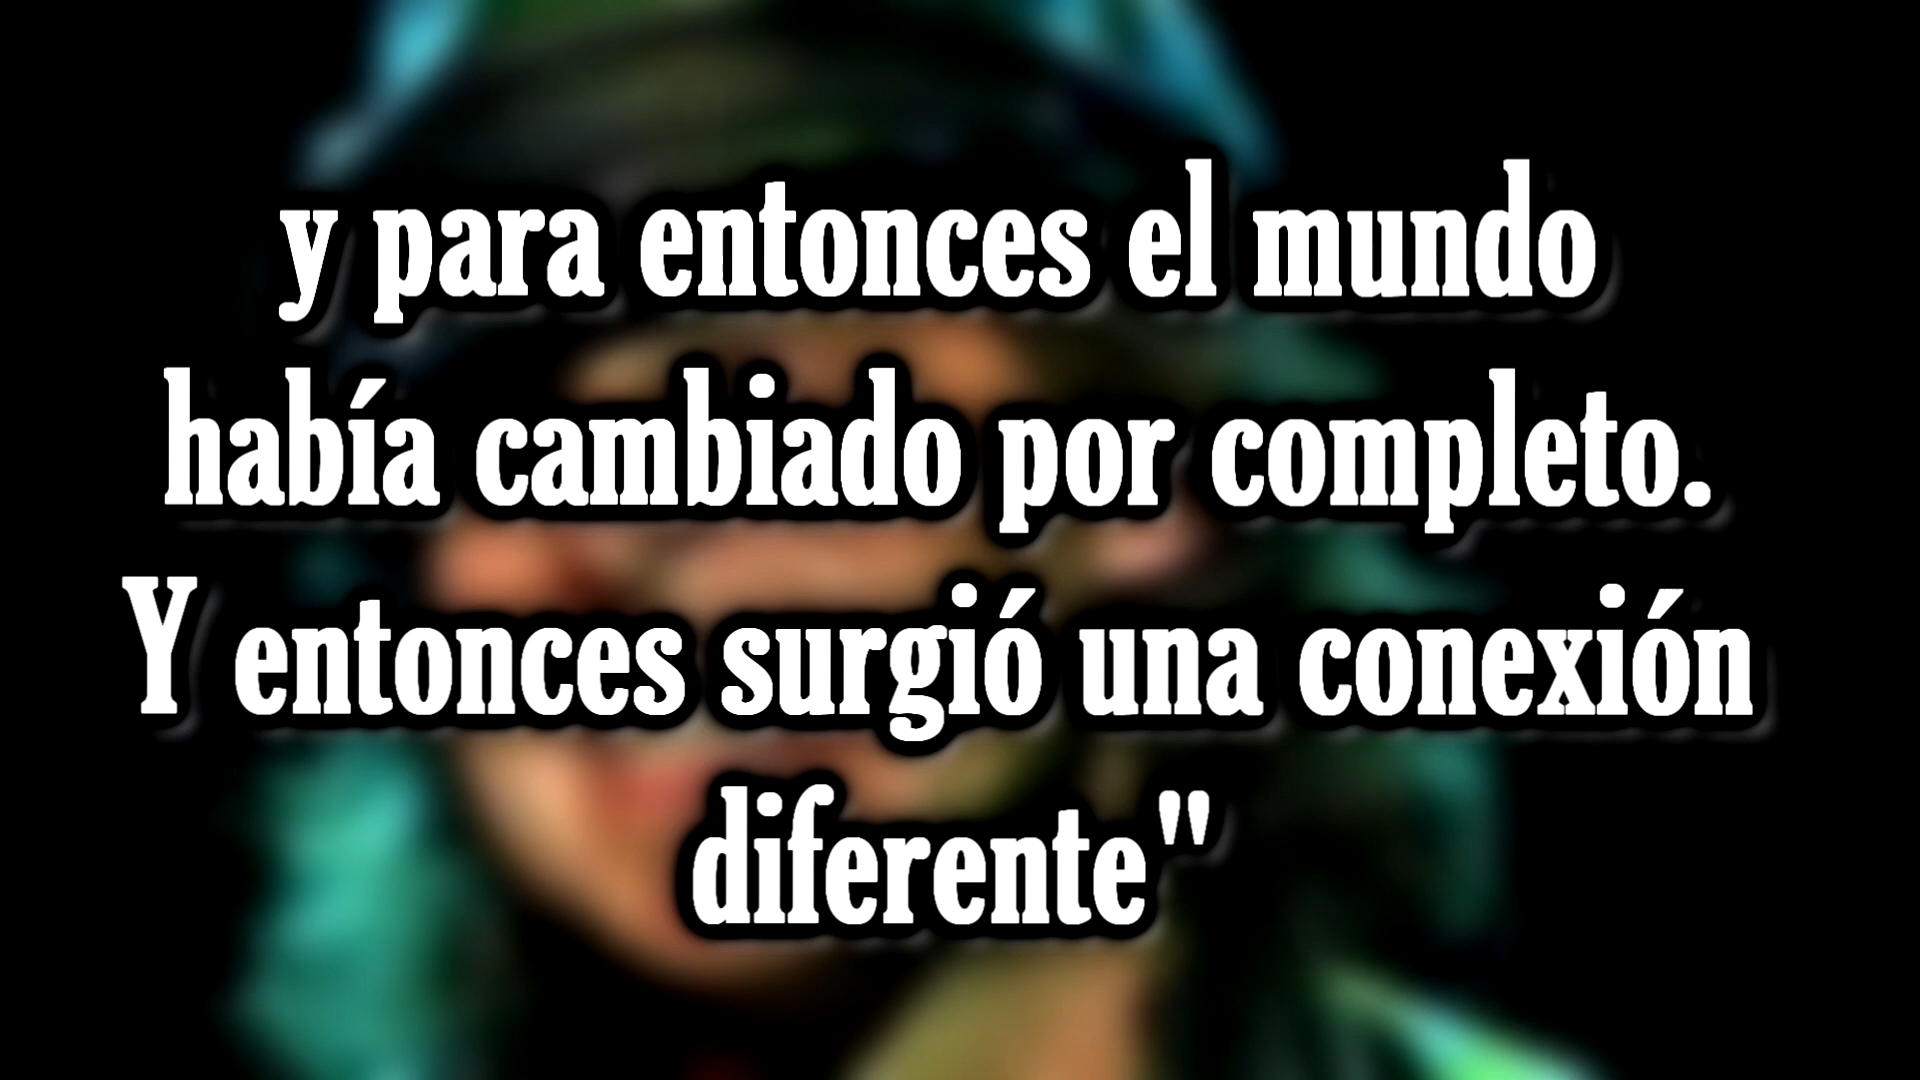 y para entonces el mundo
había cambiado por completo.
Y entonces surgió una conexión
diferente"